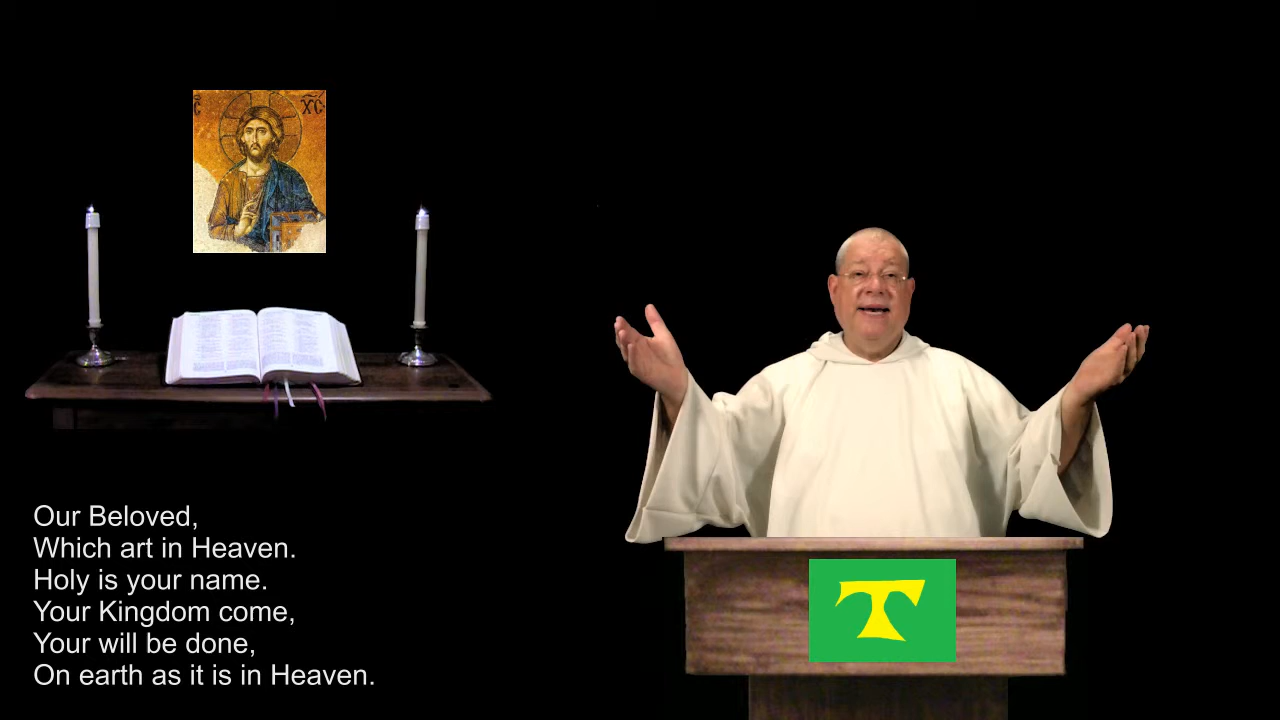 XC
Our Beloved,
Which art in Heaven.
Holy is your name.
Your Kingdom come,
Your will be done,
On earth as it is in Heaven.
T